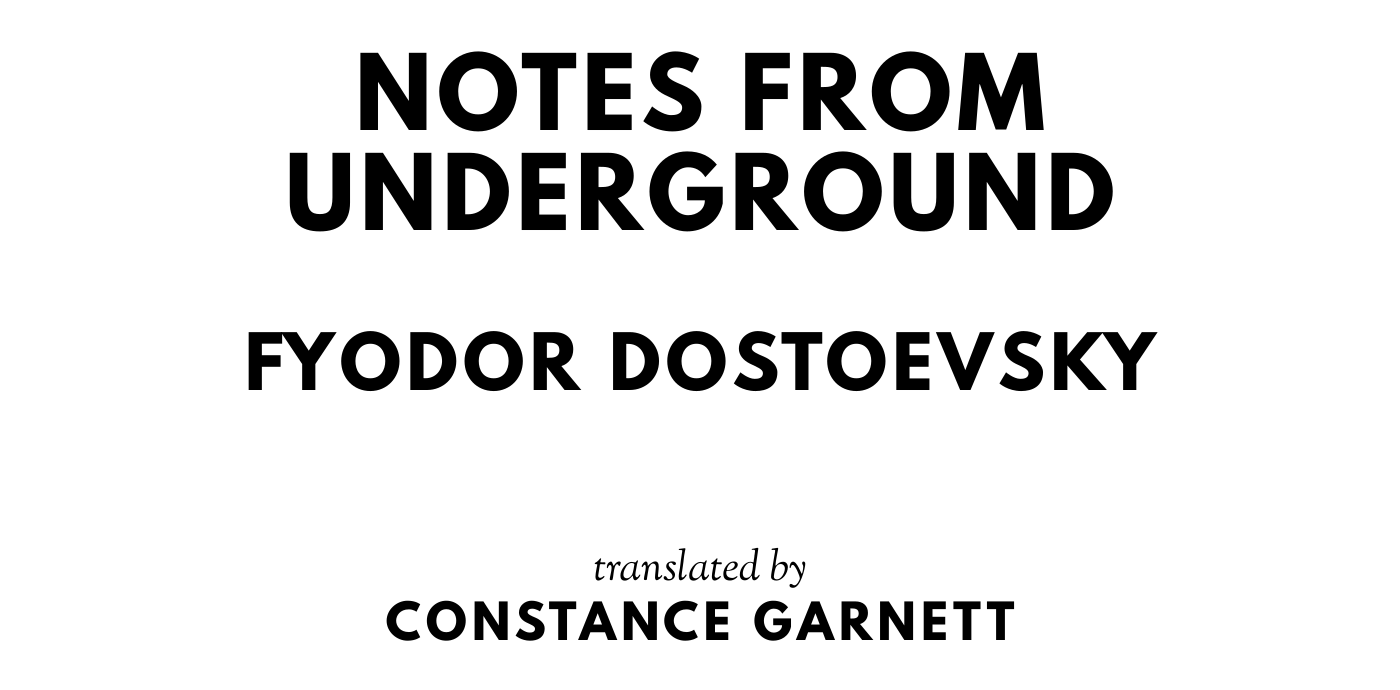 NOTES FROM
UNDERGROUND
FYODOR DOSTOEVSKY
translated by
CONSTANCE GARNETT